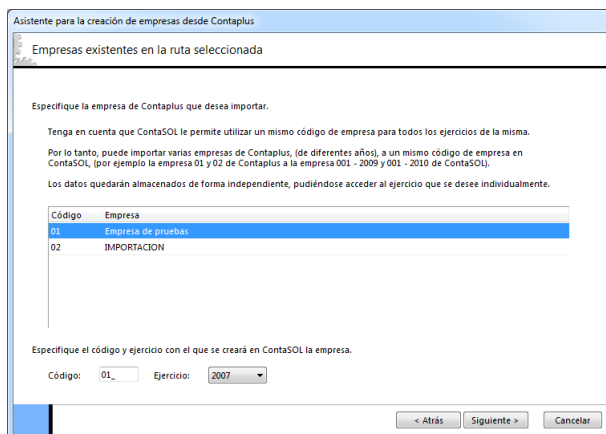 Asistente para la creación de empresas desde Contaplus
Empresas existentes en la ruta seleccionada
Especifique la empresa de Contaplus que desea importar.
Tenga en cuenta que ContaSOL le permite utilizar un mismo código de empresa para todos los ejercicios de la misma.
Por lo tanto, puede importar varias empresas de Contaplus, (de diferentes años), a un mismo código de empresa en
ContaSOL, (por ejemplo la empresa 01 y 02 de Contaplus a la empresa 001 - 2009 y 001 - 2010 de ContaSOL).
Los datos quedarán almacenados de forma independiente, pudiéndose acceder al ejercicio que se desee individualmente.
Código Empresa
01 Empresa de pruebas
02 IMPORTACION
Especifique el código y ejercicio con el que se creará en ContaSOL la empresa.
Código: 01_ Ejercicio: 2007
< Atrás Siguiente > Cancelar